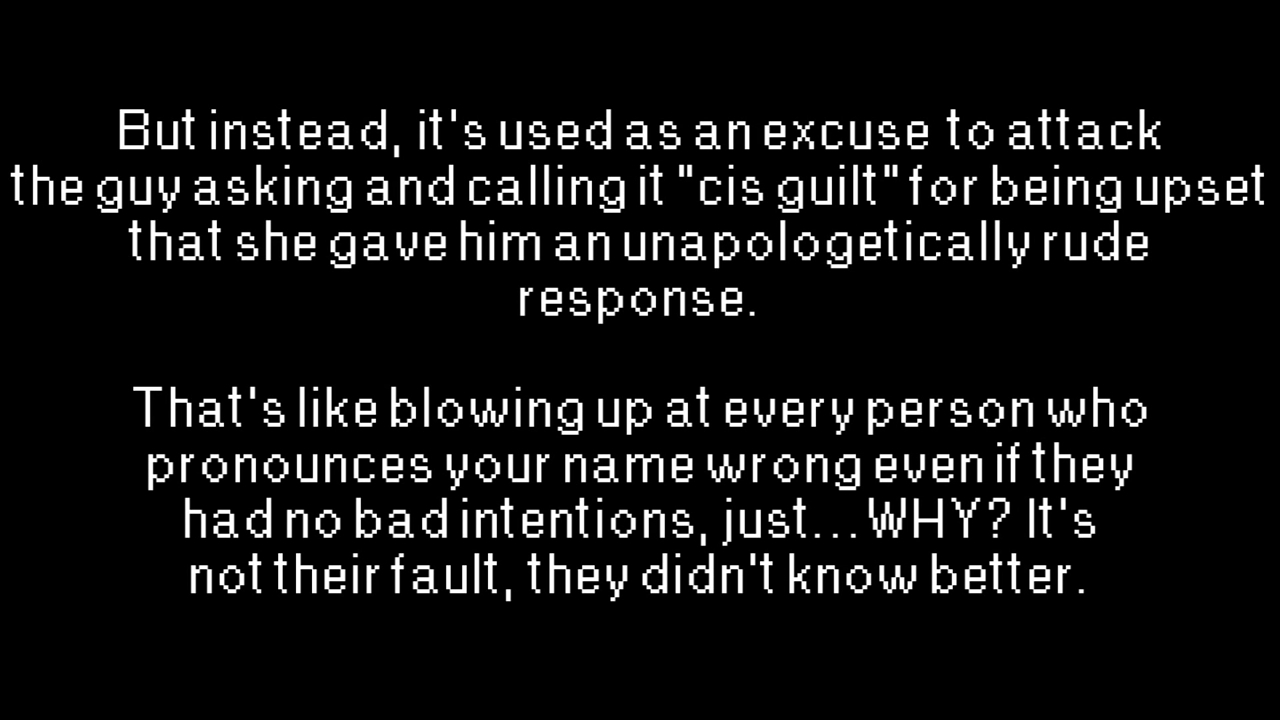 But instead, it's used as an excuse to attack
the guy asking and calling it "cis guilt" for being upset
that she gave him an unapologetically rude
response.
That's like blowing up at every person who
pronounces your name wrong even if they
had no bad intentions, just... WHY? It's
not their fault, they didn't know better.